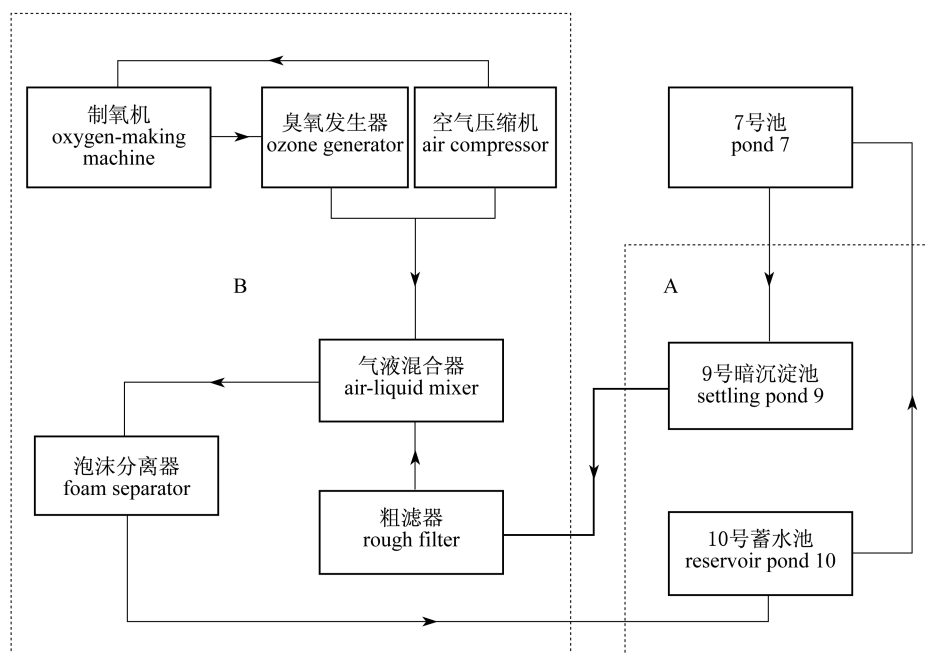 制氧机
oxygen-making
machine
臭氧发生器
ozone generator
空气压缩机
air compressor
7号池
pond 7
B
A
气液混合器
air-liquid mixer
9号暗沉淀池
settling pond 9
泡沫分离器
foam separator
粗滤器
rough filter
10号蓄水池
reservoir pond 10